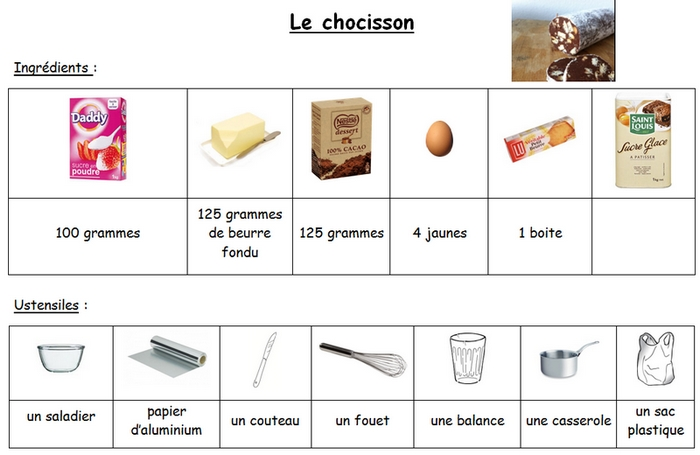 Le chocisson
Ingrédients :
Daddy
sucre en
poudre
Nestlé
dessert
100% CACAO
LU
Petit
SAINT
LOUIS
Sucre Glace
A PATISSER
100 grammes
125 grammes
de beurre
fondu
125 grammes
4 jaunes
1 boite
Ustensiles :
un saladier
papier
d'aluminium
un couteau
un fouet
une balance
une casserole
un sac
plastique